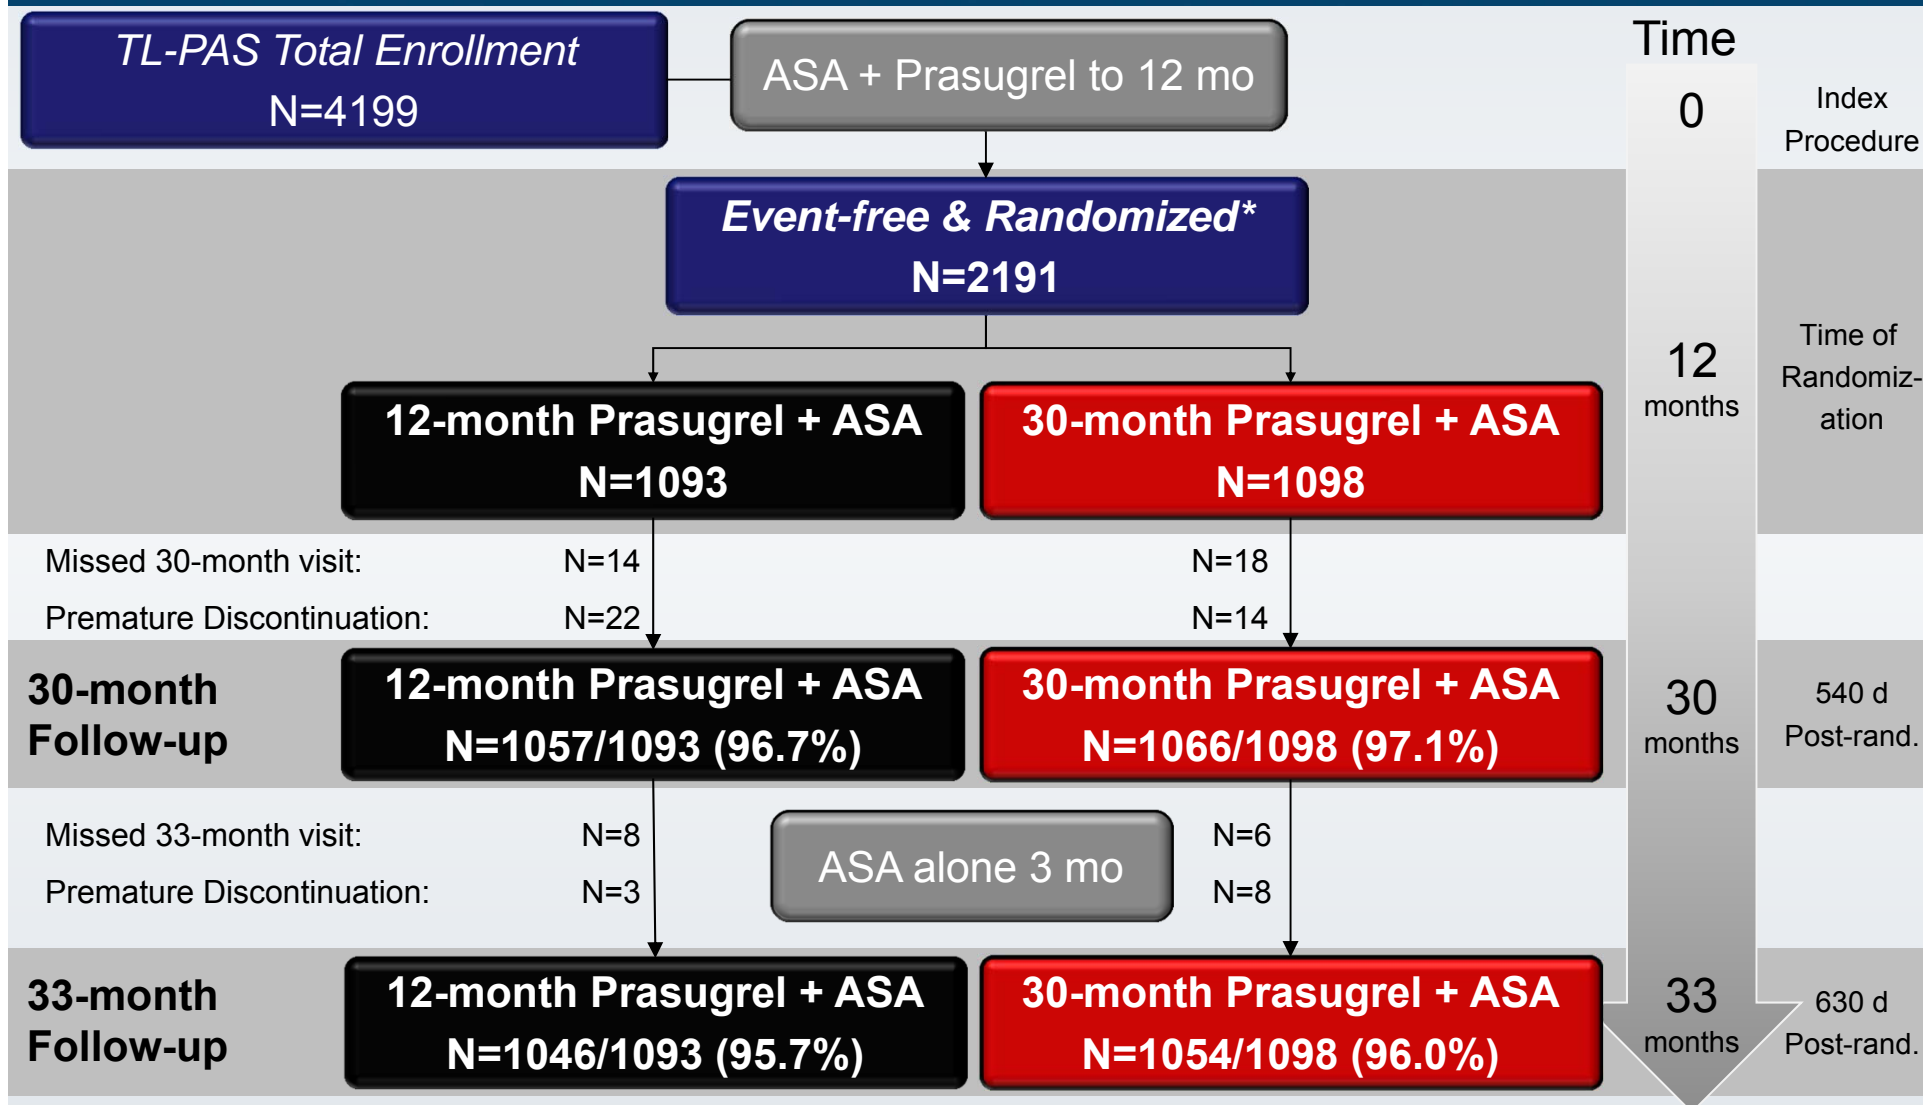 TL-PAS Total Enrollment
N=4199
ASA + Prasugrel to 12 mo
Time
0
Index
Procedure
Event-free & Randomized*
N=2191
12
months
Time of
Randomiz-
ation
12-month Prasugrel + ASA
N=1093
30-month Prasugrel + ASA
N=1098
Missed 30-month visit:
N=14
N=18
Premature Discontinuation:
N=22
N=14
30-month
Follow-up
12-month Prasugrel + ASA
N=1057/1093 (96.7%)
30-month Prasugrel + ASA
N=1066/1098 (97.1%)
30
months
540 d
Post-rand.
Missed 33-month visit:
N=8
N=6
Premature Discontinuation:
N=3
N=8
ASA alone 3 mo
33-month
Follow-up
12-month Prasugrel + ASA
N=1046/1093 (95.7%)
30-month Prasugrel + ASA
N=1054/1098 (96.0%)
33
months
630 d
Post-rand.